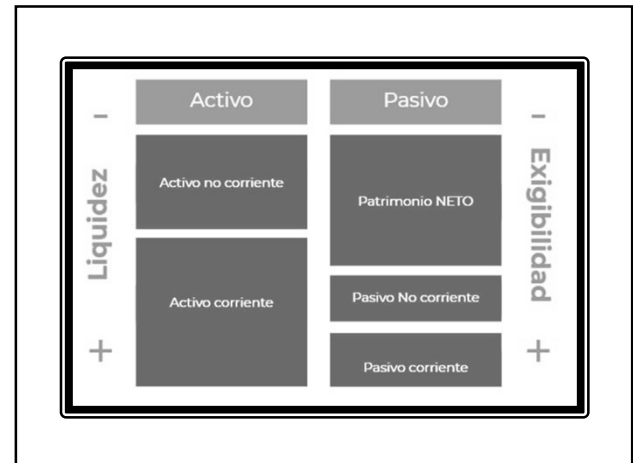 Activo
Pasivo
-
-
Liquidez
Activo no corriente
Patrimonio NETO
Exigibilidad
Activo corriente
Pasivo No corriente
+
+
Pasivo corriente